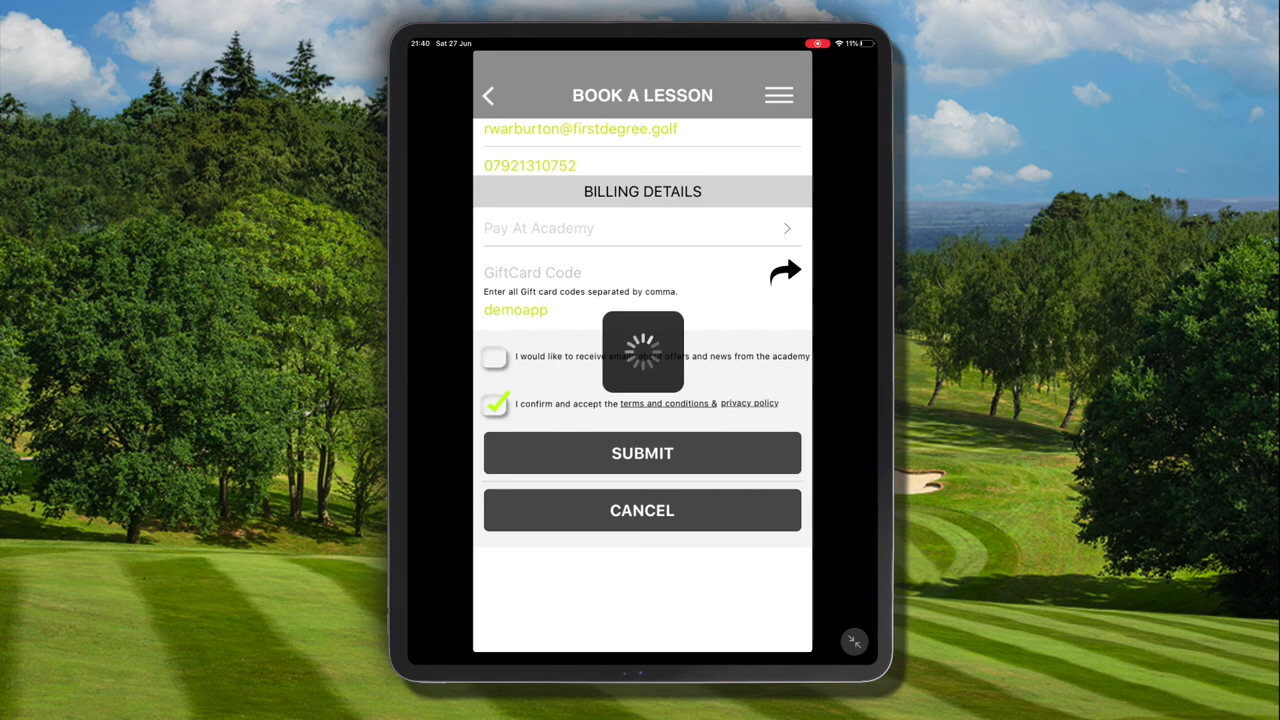 21:40 Sat 27 Jun
11%
BOOK A LESSON
rwarburton@firstdegree.golf
07921310752
BILLING DETAILS
Pay At Academy
GiftCard Code
Enter all Gift card codes separated by comma.
demoapp
I would like to receive emails about offers and news from the academy
I confirm and accept the terms and conditions & privacy policy
SUBMIT
CANCEL